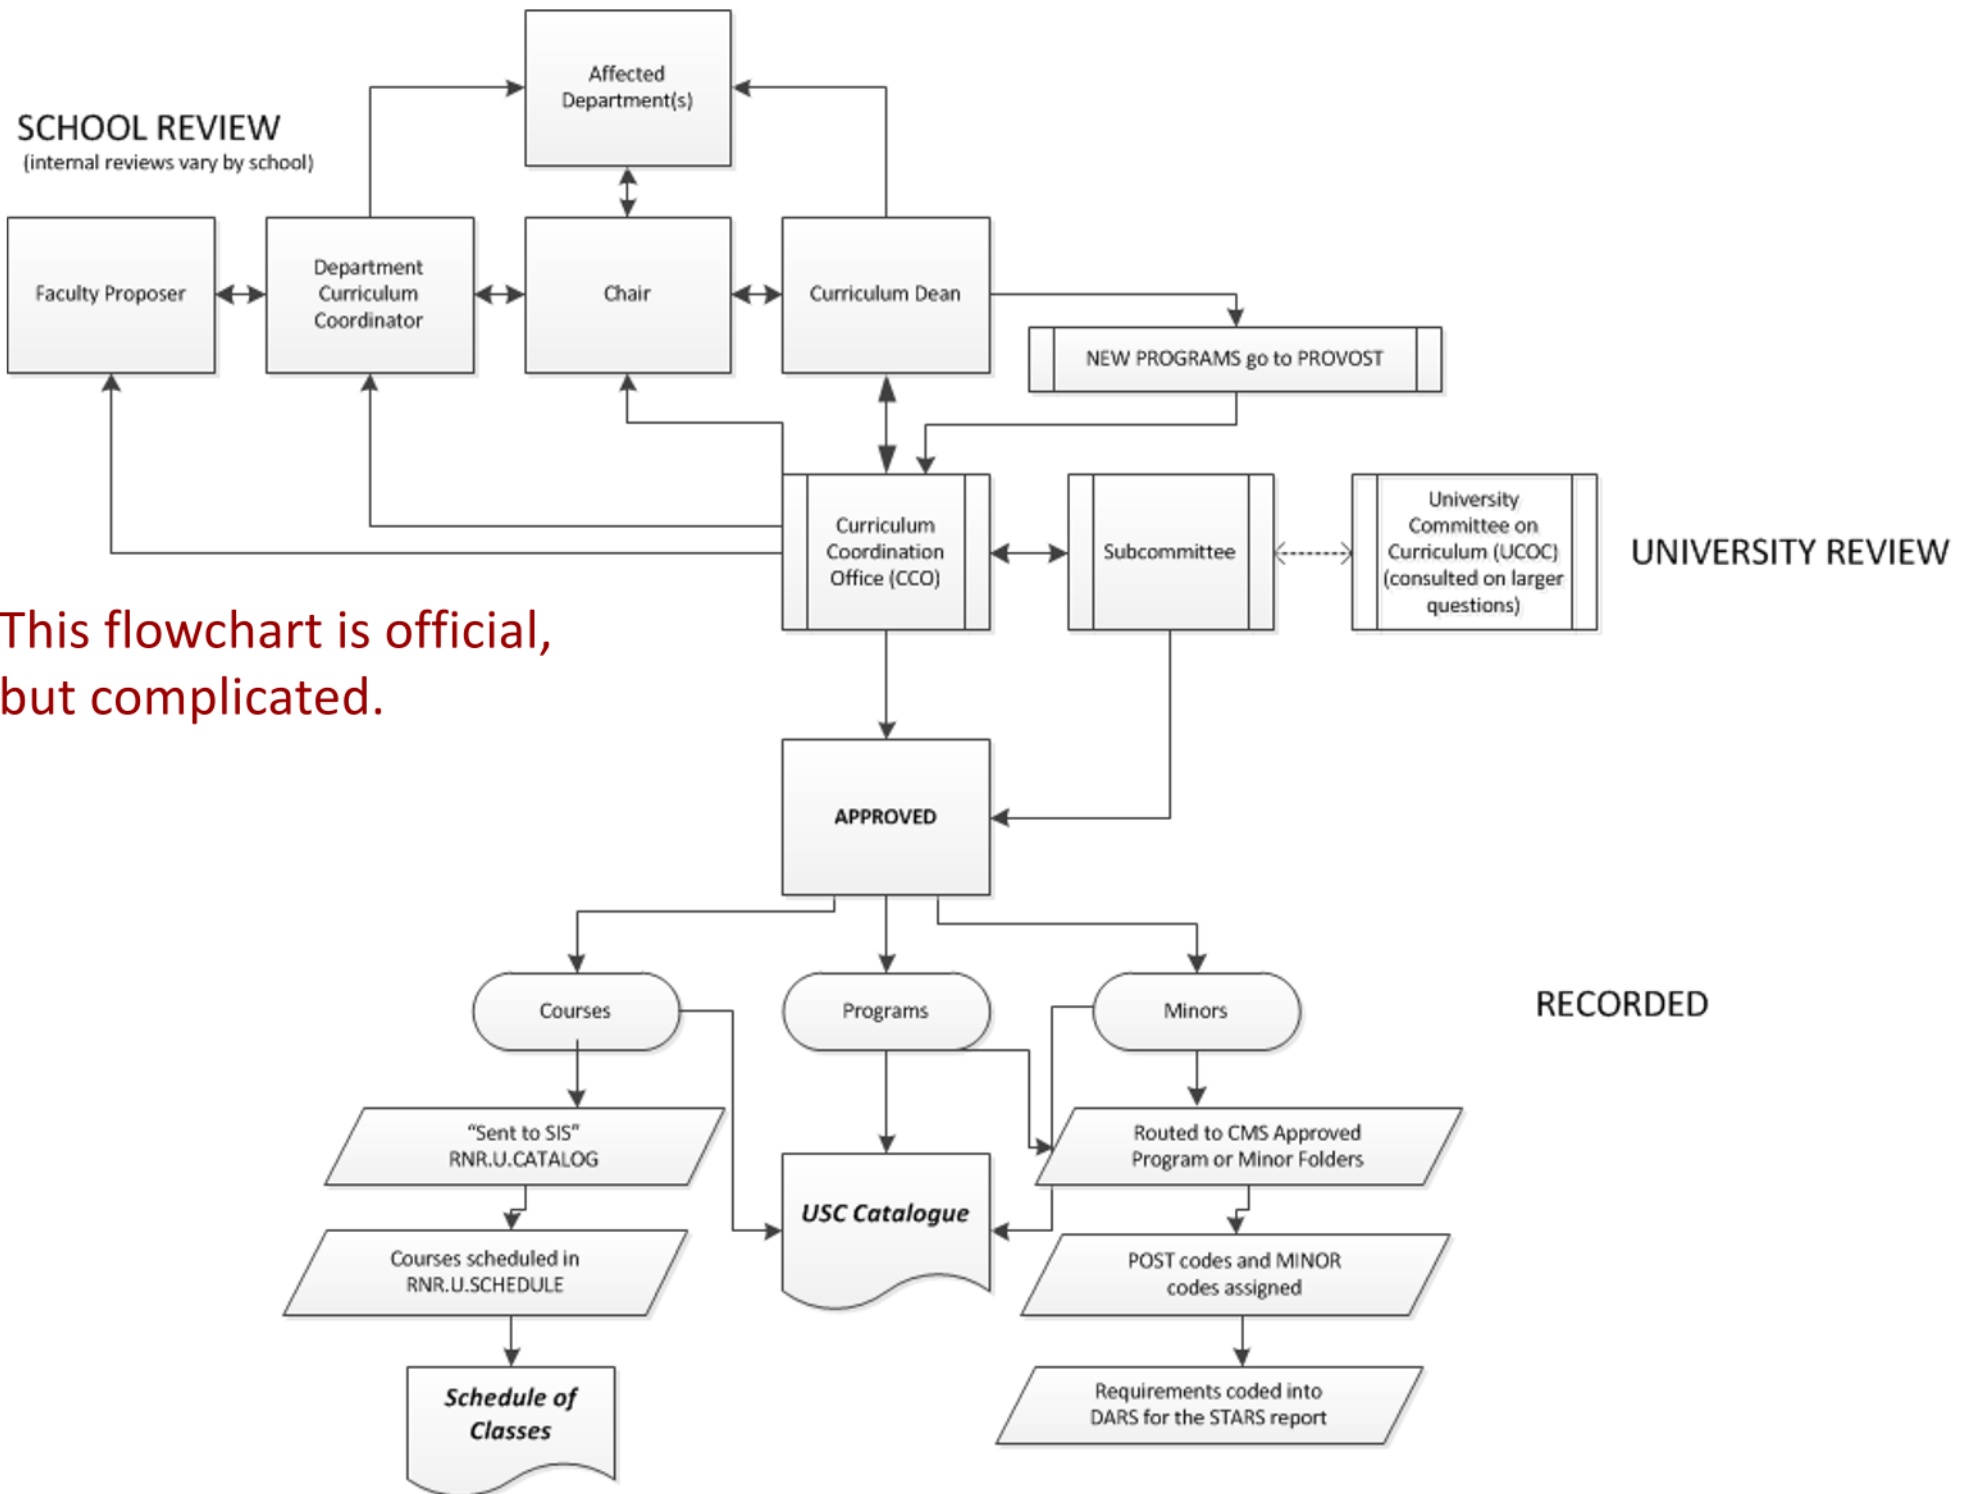 Affected
Department(s)
SCHOOL REVIEW
(internal reviews vary by school)
Faculty Proposer
Department
Curriculum
Coordinator
Chair
Curriculum Dean
NEW PROGRAMS go to PROVOST
Curriculum
Coordination
Office (CCO)
Subcommittee
University
Committee on
Curriculum (UCOC)
(consulted on larger
questions)
UNIVERSITY REVIEW
This flowchart is official,
but complicated.
APPROVED
Courses
Programs
Minors
RECORDED
“Sent to SIS”
RNR.U.CATALOG
Routed to CMS Approved
Program or Minor Folders
USC Catalogue
Courses scheduled in
RNR.U.SCHEDULE
POST codes and MINOR
codes assigned
Schedule of
Classes
Requirements coded into
DARS for the STARS report